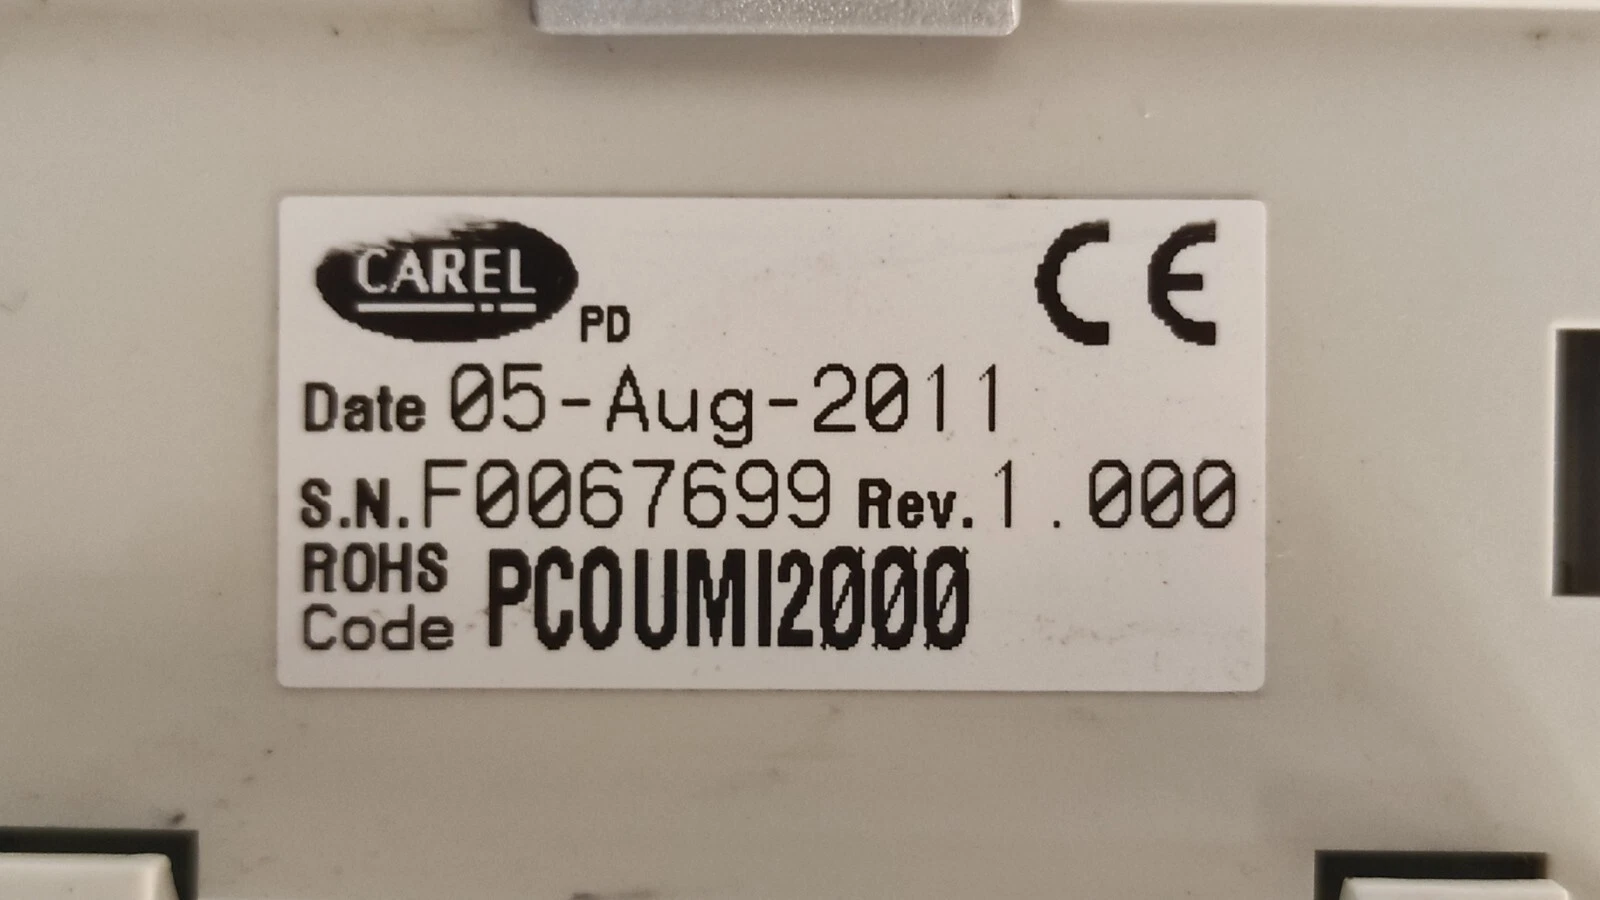 CAREL PD CE
Date 05-Aug-2011
S.N. F0067699 Rev. 1.000
ROHS
Code PCOUMI2000